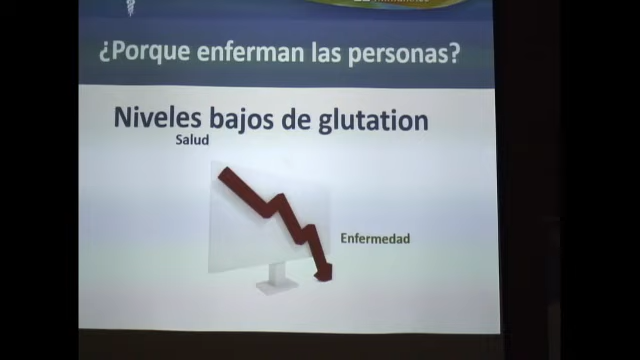 ¿Porque enferman las personas?
Niveles bajos de glutation
Salud
Enfermedad